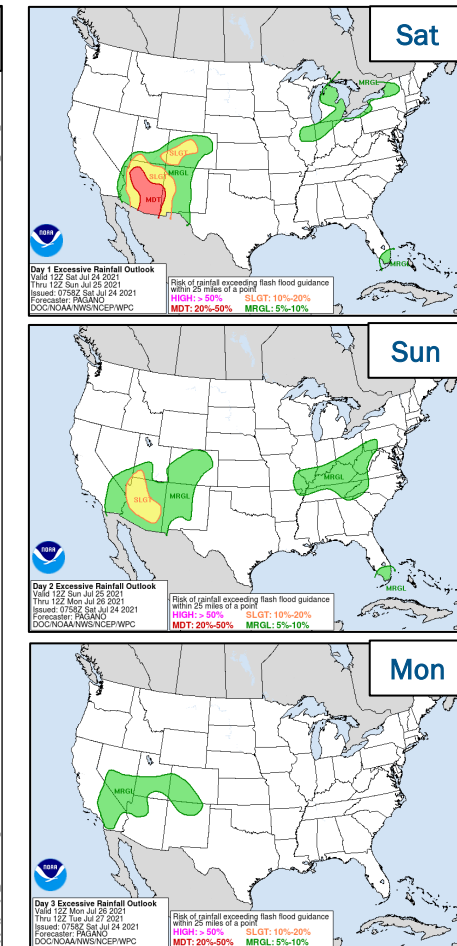 Sat
MRGL
SLGT
SLGT
MRGL
MDT
MRGL
NOAA
Day 1 Excessive Rainfall Outlook
Valid 12Z Sat Jul 24 2021
Thru 12Z Sun Jul 25 2021
Issued: 0758Z Sat Jul 24 2021
Forecaster: PAGANO
DOC/NOAA/NWS/NCEP/WPC
Risk of rainfall exceeding flash flood guidance
within 25 miles of a point
HIGH: > 50% SLGT: 10%-20%
MDT: 20%-50% MRGL: 5%-10%
Sun
MRGL
MRGL
SLGT
MRGL
NOAA
Day 2 Excessive Rainfall Outlook
Valid 12Z Sun Jul 25 2021
Thru 12Z Mon Jul 26 2021
Issued: 0758Z Sat Jul 24 2021
Forecaster: PAGANO
DOC/NOAA/NWS/NCEP/WPC
Risk of rainfall exceeding flash flood guidance
within 25 miles of a point
HIGH: > 50% SLGT: 10%-20%
MDT: 20%-50% MRGL: 5%-10%
Mon
MRGL
NOAA
Day 3 Excessive Rainfall Outlook
Valid 12Z Mon Jul 26 2021
Thru 12Z Tue Jul 27 2021
Issued: 0758Z Sat Jul 24 2021
Forecaster: PAGANO
DOC/NOAA/NWS/NCEP/WPC
Risk of rainfall exceeding flash flood guidance
within 25 miles of a point
HIGH: > 50% SLGT: 10%-20%
MDT: 20%-50% MRGL: 5%-10%